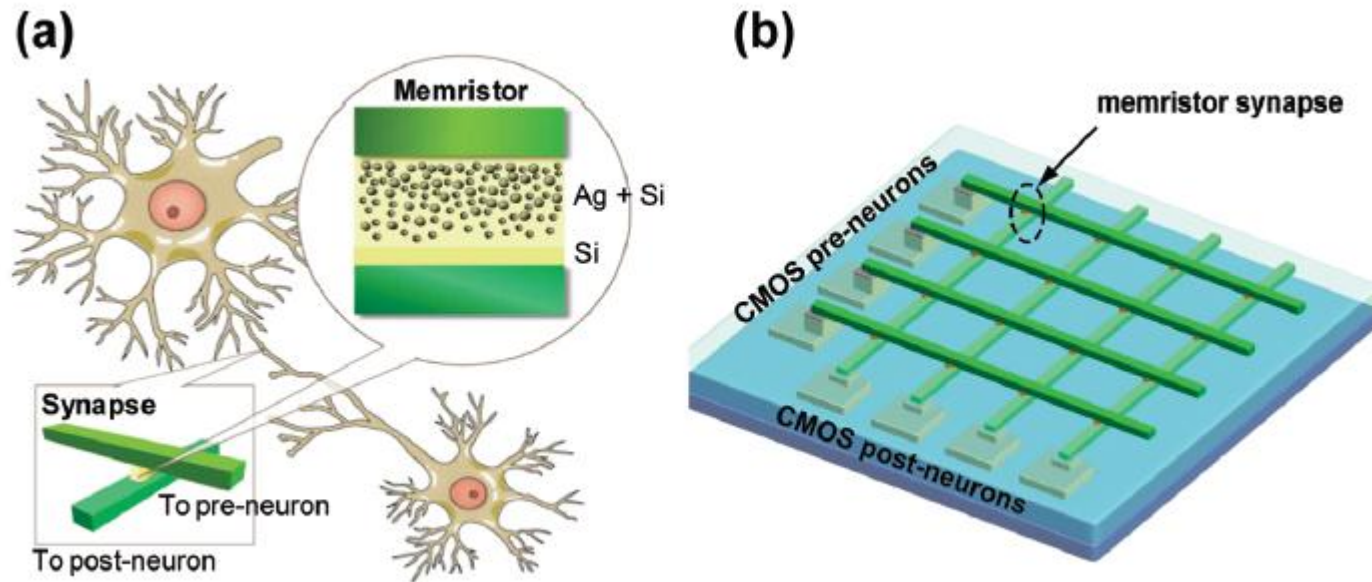 (a)
Memristor
Ag + Si
Si
Synapse
To pre-neuron
To post-neuron
(b)
memristor synapse
CMOS pre-neurons
CMOS post-neurons